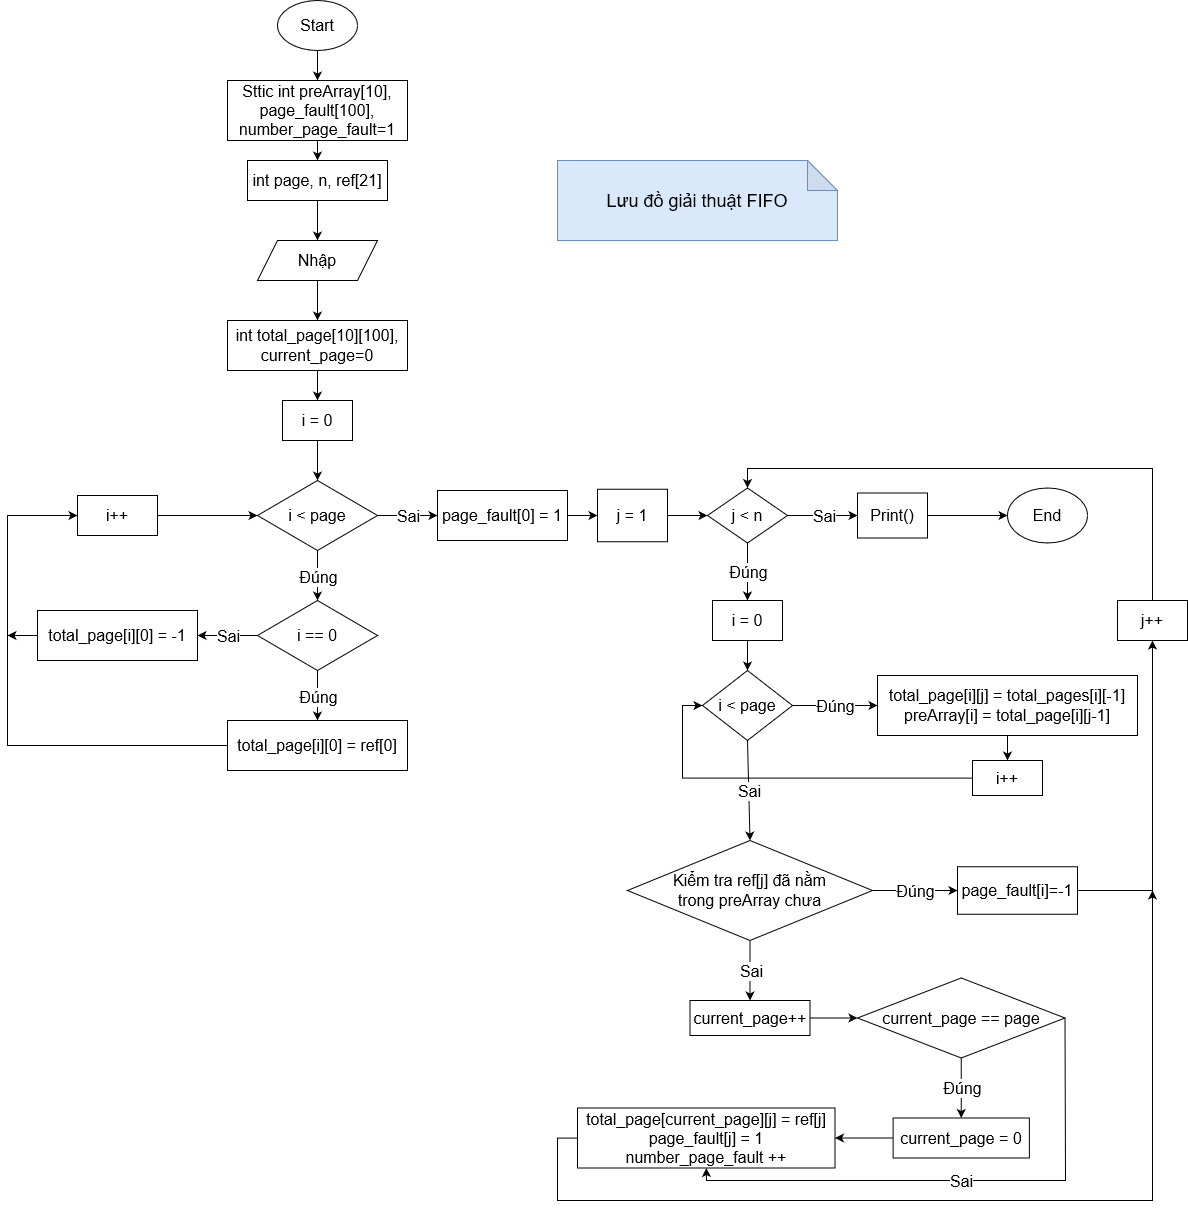 Start
Sttic int preArray[10],
page_fault[100],
number_page_fault=1
int page, n, ref[21]
Lưu đồ giải thuật FIFO
Nhập
int total_page[10][100],
current_page=0
i = 0
i++
i < page
Sai
page_fault[0] = 1
j = 1
j < n
Sai
Print()
End
Đúng
Đúng
total_page[i][0] = -1
Sai
i == 0
i = 0
j++
Đúng
total_page[i][0] = ref[0]
i < page
Đúng
total_page[i][j] = total_pages[i][-1]
preArray[i] = total_page[i][j-1]
i++
Sai
Kiểm tra ref[j] đã nằm
trong preArray chưa
Đúng
page_fault[i]=-1
Sai
current_page++
current_page == page
Đúng
total_page[current_page][j] = ref[j]
page_fault[j] = 1
number_page_fault ++
current_page = 0
Sai